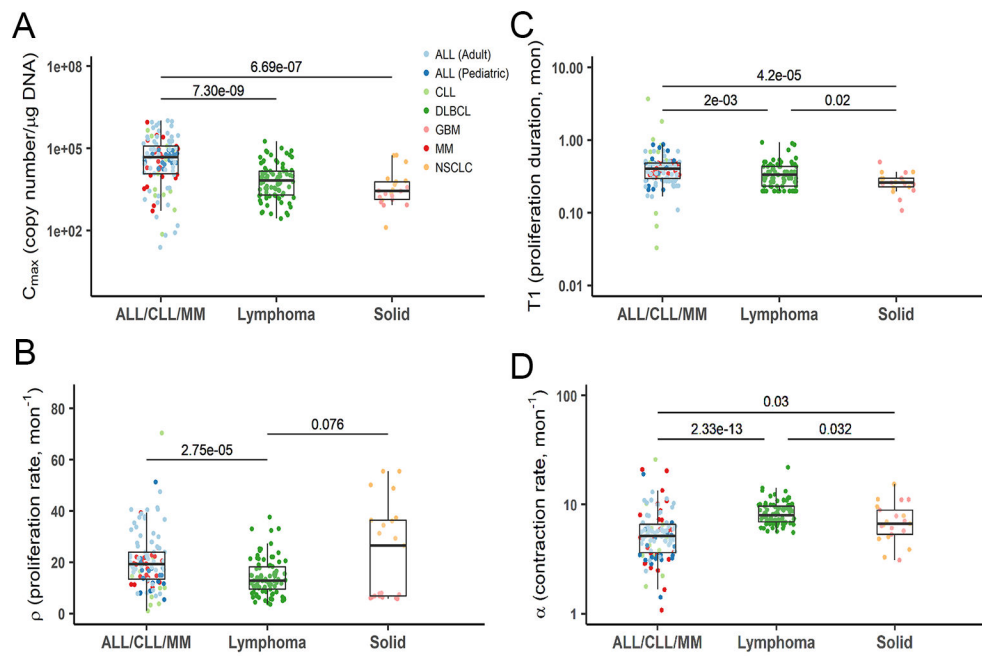 A
Cmax (copy number/μg DNA)
1e+08
1e+05
1e+02
6.69e-07
7.30e-09
ALL/CLL/MM Lymphoma Solid
ALL (Adult)
ALL (Pediatric)
CLL
DLBCL
GBM
MM
NSCLC
C
T1 (proliferation duration, mon)
10.00
1.00
0.10
0.01
4.2e-05
2e-03 0.02
ALL/CLL/MM Lymphoma Solid
B
ρ (proliferation rate, mon⁻¹)
80
60
40
20
0
0.076
2.75e-05
ALL/CLL/MM Lymphoma Solid
D
α (contraction rate, mon⁻¹)
100
10
1
0.03
2.33e-13 0.032
ALL/CLL/MM Lymphoma Solid